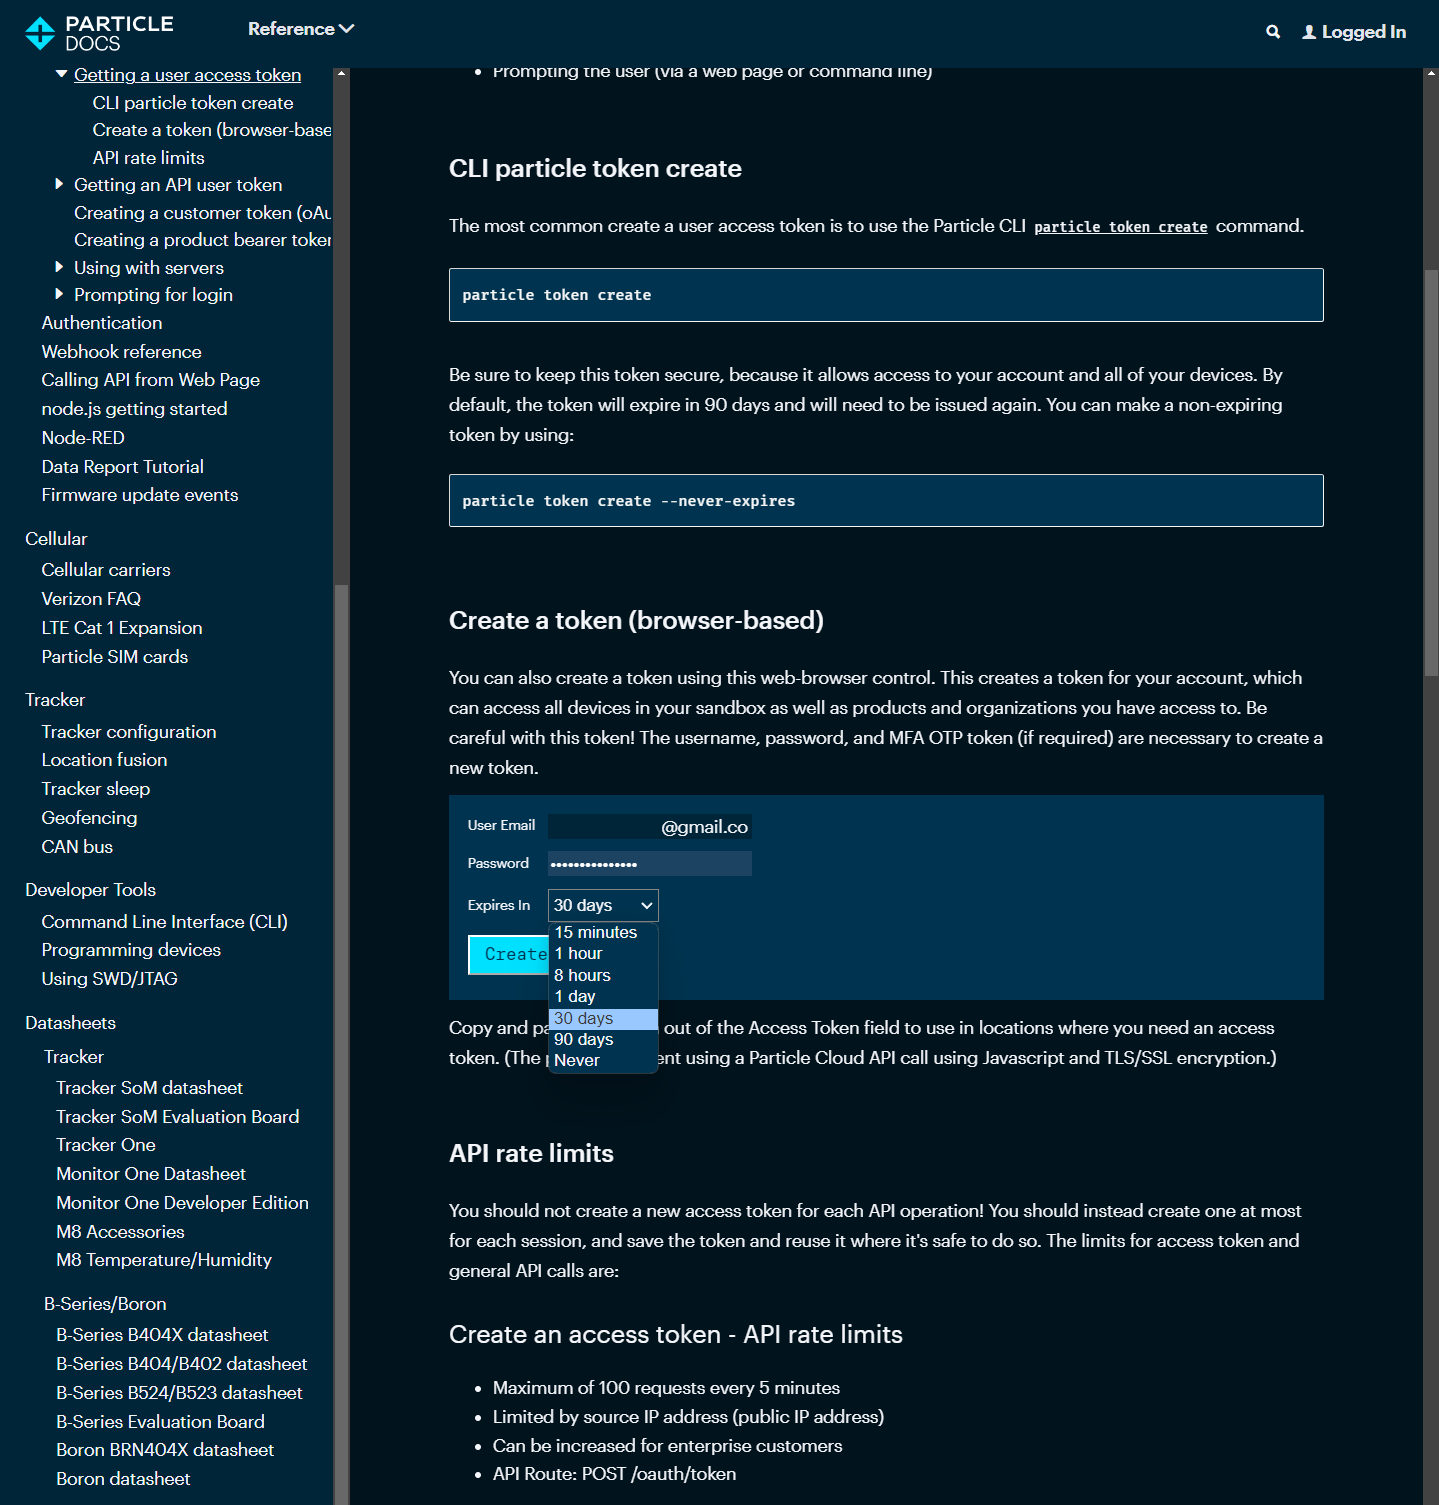 PARTICLE
DOCS
Reference
Logged In
Getting a user access token
CLI particle token create
Create a token (browser-base
API rate limits
Getting an API user token
Creating a customer token (oAu
Creating a product bearer token
Using with servers
Prompting for login
Authentication
Webhook reference
Calling API from Web Page
node.js getting started
Node-RED
Data Report Tutorial
Firmware update events
Cellular
Cellular carriers
Verizon FAQ
LTE Cat 1 Expansion
Particle SIM cards
Tracker
Tracker configuration
Location fusion
Tracker sleep
Geofencing
CAN bus
Developer Tools
Command Line Interface (CLI)
Programming devices
Using SWD/JTAG
Datasheets
Tracker
Tracker SoM datasheet
Tracker SoM Evaluation Board
Tracker One
Monitor One Datasheet
Monitor One Developer Edition
M8 Accessories
M8 Temperature/Humidity
B-Series/Boron
B-Series B404X datasheet
B-Series B404/B402 datasheet
B-Series B524/B523 datasheet
B-Series Evaluation Board
Boron BRN404X datasheet
Boron datasheet
• Prompting the user (via a web page or command line)
CLI particle token create
The most common create a user access token is to use the Particle CLI particle token create command.
particle token create
Be sure to keep this token secure, because it allows access to your account and all of your devices. By
default, the token will expire in 90 days and will need to be issued again. You can make a non-expiring
token by using:
particle token create --never-expires
Create a token (browser-based)
You can also create a token using this web-browser control. This creates a token for your account, which
can access all devices in your sandbox as well as products and organizations you have access to. Be
careful with this token! The username, password, and MFA OTP token (if required) are necessary to create a
new token.
User Email @gmail.co
Password •••••••••••••••
Expires In 30 days
15 minutes
Create
1 hour
8 hours
1 day
30 days
90 days
Never
Copy and pa out of the Access Token field to use in locations where you need an access
token. (The p ent using a Particle Cloud API call using Javascript and TLS/SSL encryption.)
API rate limits
You should not create a new access token for each API operation! You should instead create one at most
for each session, and save the token and reuse it where it's safe to do so. The limits for access token and
general API calls are:
Create an access token - API rate limits
• Maximum of 100 requests every 5 minutes
• Limited by source IP address (public IP address)
• Can be increased for enterprise customers
• API Route: POST /oauth/token